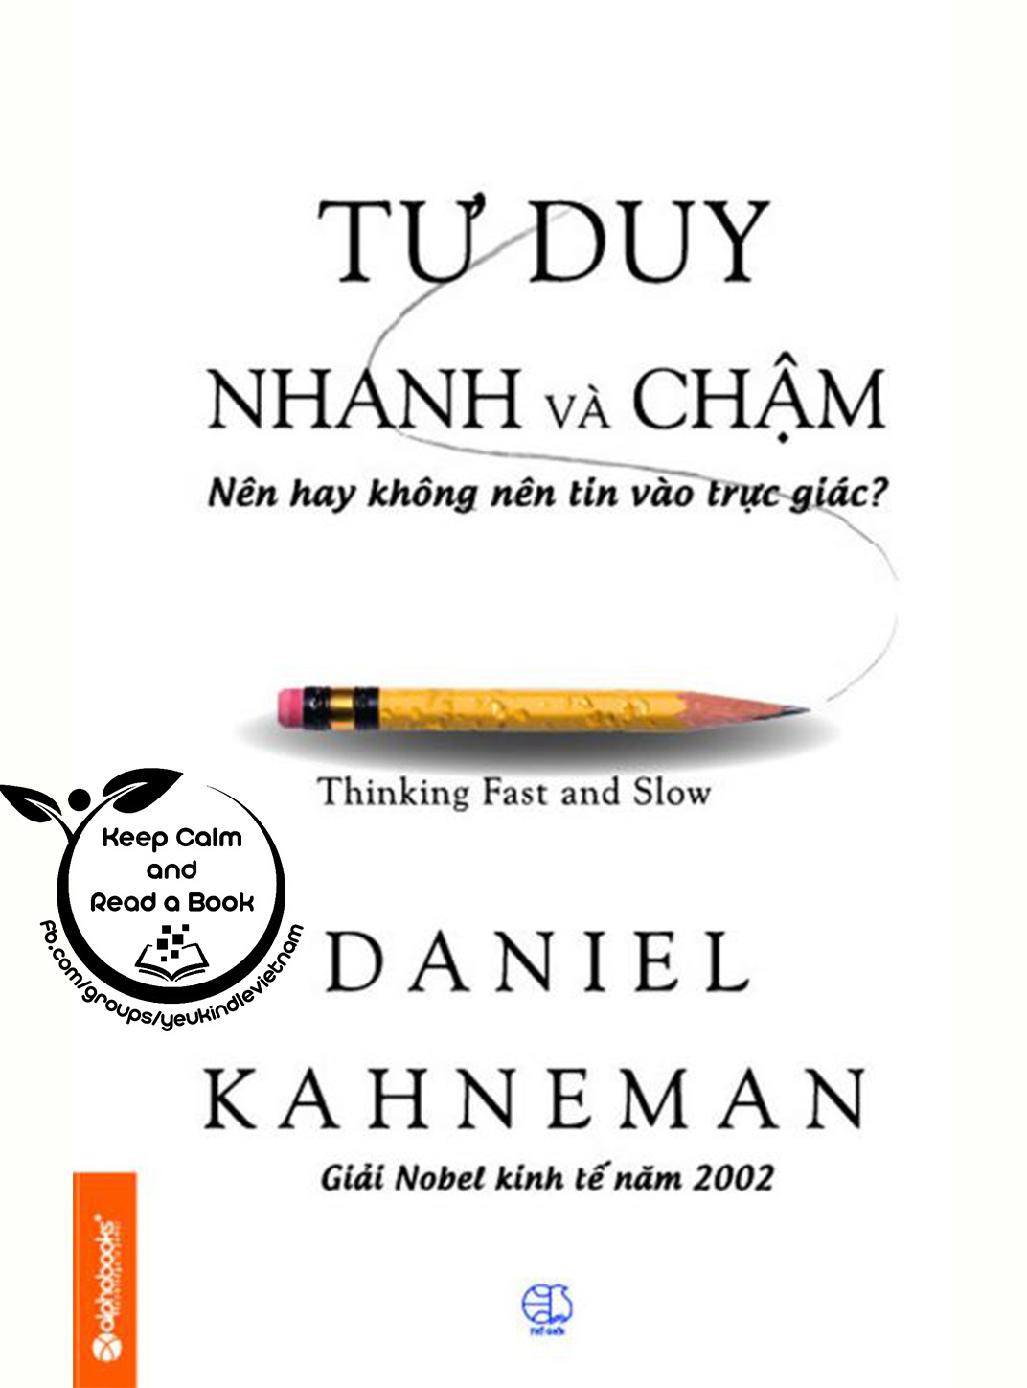 TƯ DUY
NHANH VÀ CHẬM
Nên hay không nên tin vào trực giác?
Thinking Fast and Slow
Keep Calm
and
Read a Book
fb.com/groups/yeukindlevietnam
DANIEL
KAHNEMAN
Giải Nobel kinh tế năm 2002
alphabooks®